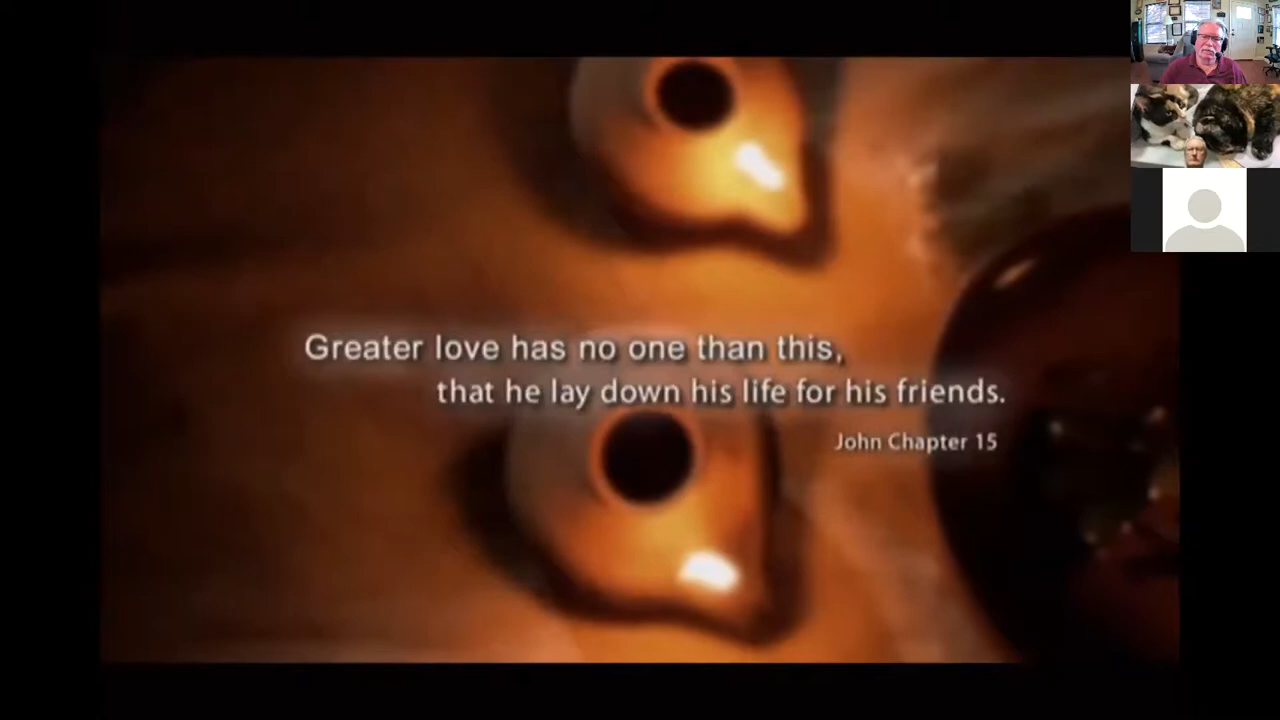 Greater love has no one than this,
that he lay down his life for his friends.
John Chapter 15